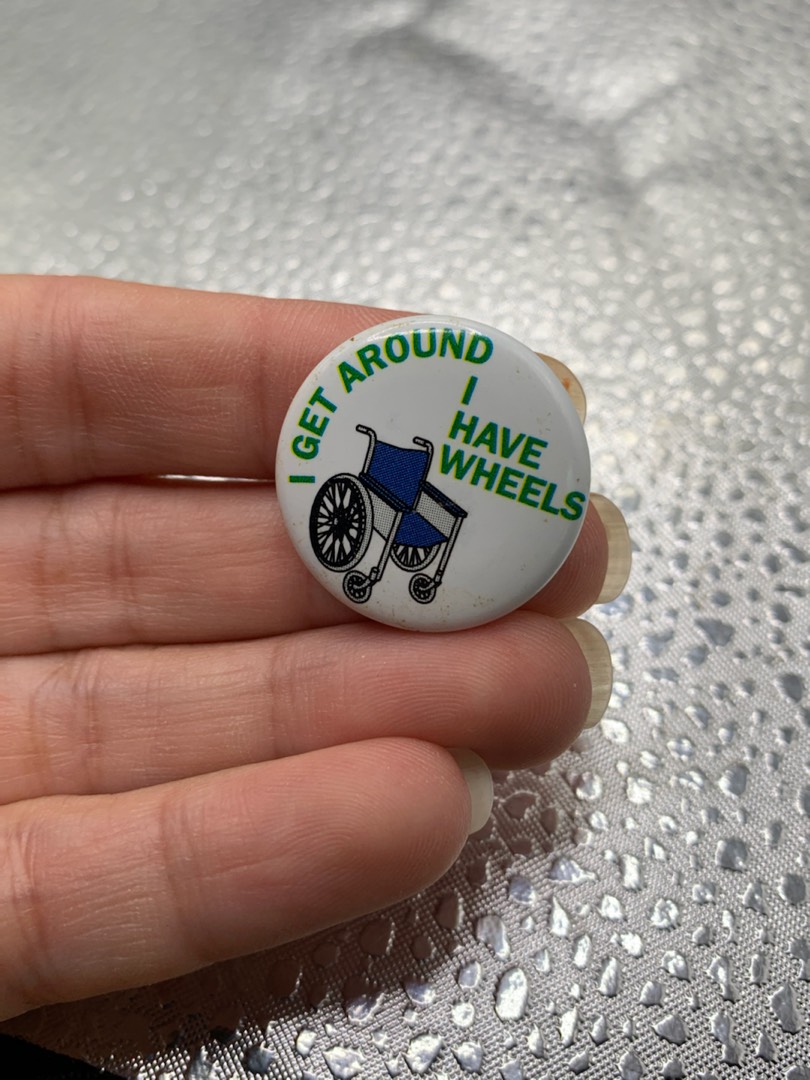 I GET AROUND
I
HAVE
WHEELS